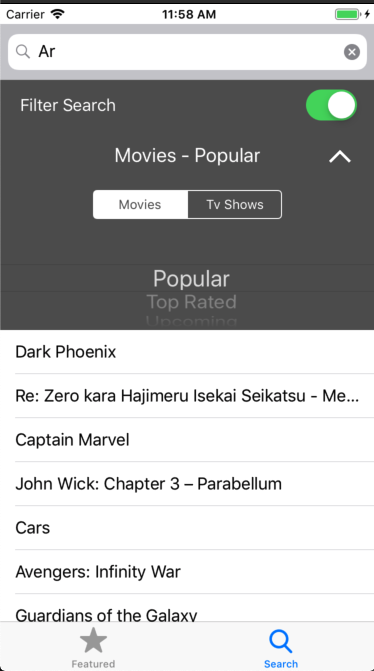 Carrier 11:58 AM
Ar
Filter Search
Movies - Popular
Movies Tv Shows
Popular
Top Rated
Upcoming
Dark Phoenix
Re: Zero kara Hajimeru Isekai Seikatsu - Me...
Captain Marvel
John Wick: Chapter 3 – Parabellum
Cars
Avengers: Infinity War
Guardians of the Galaxy
Featured Search